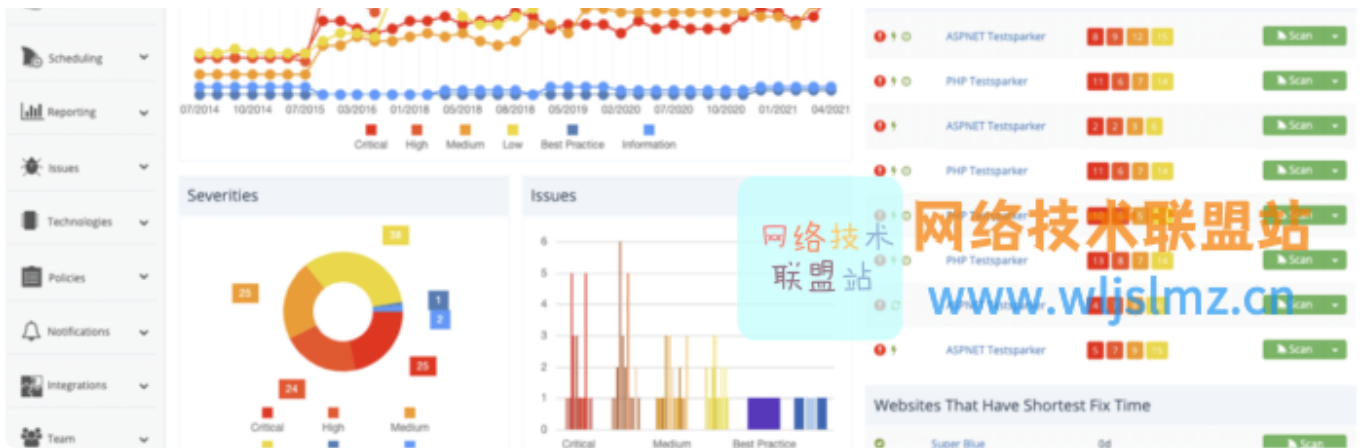 Scheduling
Reporting
Issues
Technologies
Policies
Notifications
Integrations
Team
07/2014 10/2014 07/2015 03/2016 01/2018 05/2018 08/2018 05/2019 02/2020 07/2020 10/2020 01/2021 04/2021
Critical High Medium Low Best Practice Information
Severities
38
25
1
2
25
24
Critical High Medium
Issues
6
5
4
3
2
1
0
Critical Medium Best Practice
ASPNET Testsparker 8 9 12 15 Scan
PHP Testsparker 11 6 7 14 Scan
ASPNET Testsparker 2 2 Scan
PHP Testsparker 11 6 7 14 Scan
PHP Testsparker
PHP Testsparker 13 8 7 14 Scan
ASPNET Testsparker Scan
ASPNET Testsparker 5 7 15 Scan
网络技术
联盟站
网络技术联盟站
www.wljslmz.cn
Websites That Have Shortest Fix Time
Super Blue 0d Scan